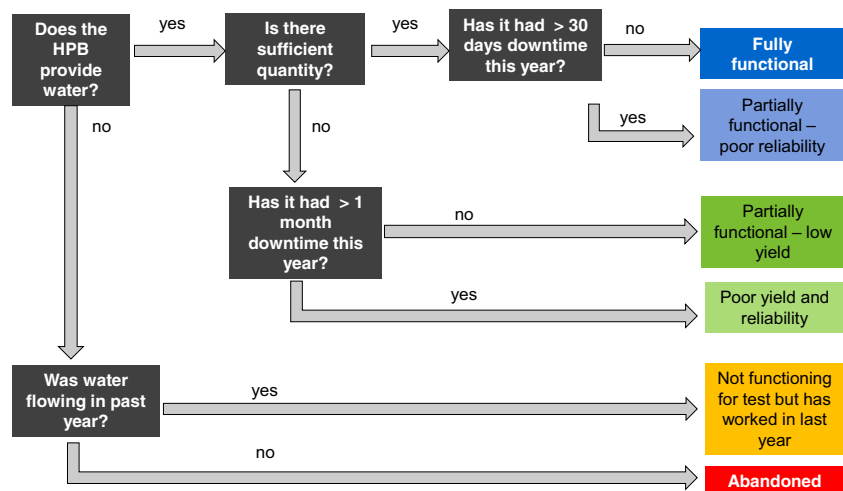 Does the
HPB
provide
water?
yes
Is there
sufficient
quantity?
yes
Has it had > 30
days downtime
this year?
no
Fully
functional
yes
Partially
functional –
poor reliability
no
no
Has it had > 1
month
downtime this
year?
no
Partially
functional – low
yield
yes
Poor yield and
reliability
Was water
flowing in past
year?
yes
Not functioning
for test but has
worked in last
year
no
Abandoned